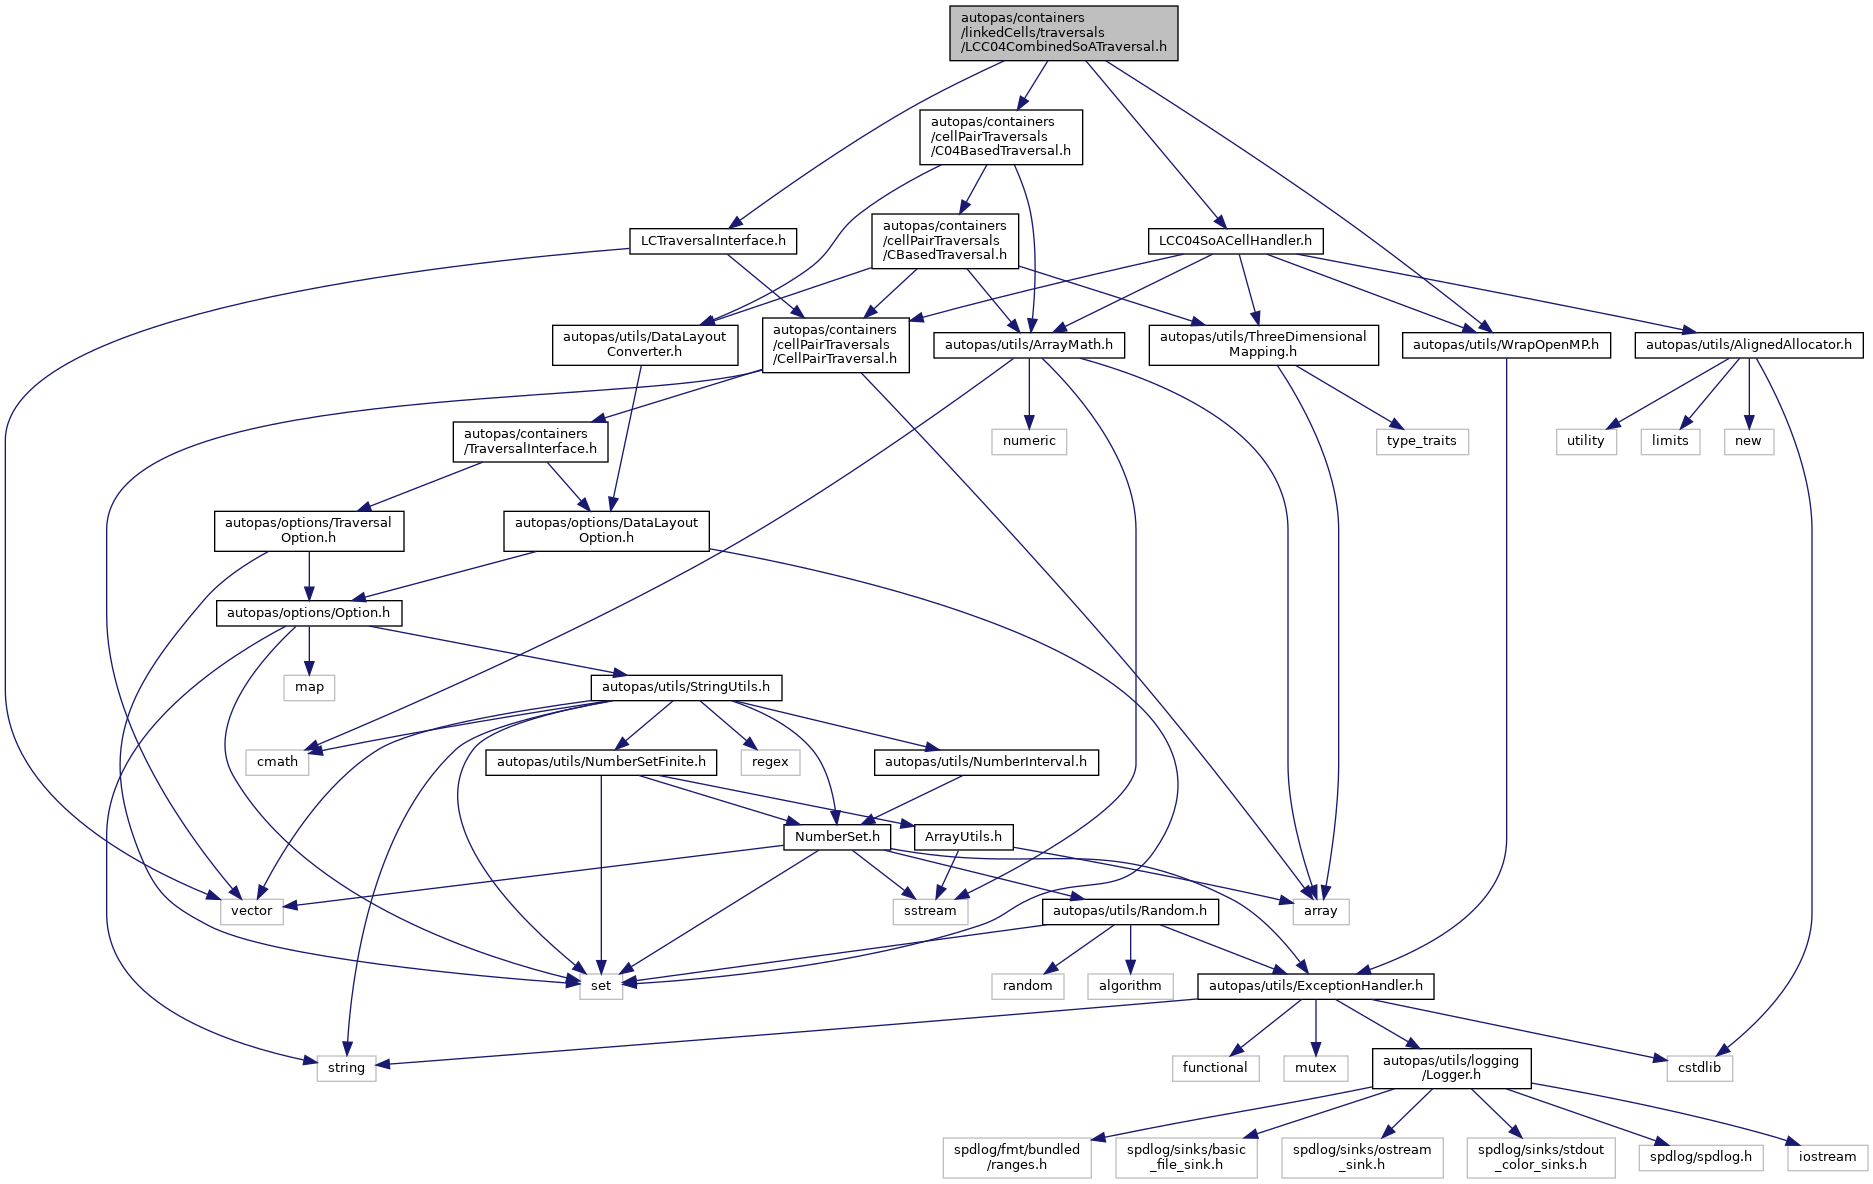 autopas/containers
/linkedCells/traversals
/LCC04CombinedSoATraversal.h
autopas/containers
/cellPairTraversals
/C04BasedTraversal.h
LCTraversalInterface.h
autopas/containers
/cellPairTraversals
/CBasedTraversal.h
LCC04SoACellHandler.h
autopas/utils/DataLayout
Converter.h
autopas/containers
/cellPairTraversals
/CellPairTraversal.h
autopas/utils/ArrayMath.h
autopas/utils/ThreeDimensional
Mapping.h
autopas/utils/WrapOpenMP.h
autopas/utils/AlignedAllocator.h
autopas/containers
/TraversalInterface.h
numeric
type_traits
utility
limits
new
autopas/options/Traversal
Option.h
autopas/options/DataLayout
Option.h
autopas/options/Option.h
map
autopas/utils/StringUtils.h
cmath
autopas/utils/NumberSetFinite.h
regex
autopas/utils/NumberInterval.h
NumberSet.h
ArrayUtils.h
vector
sstream
autopas/utils/Random.h
array
set
random
algorithm
autopas/utils/ExceptionHandler.h
string
functional
mutex
autopas/utils/logging
/Logger.h
cstdlib
spdlog/fmt/bundled
/ranges.h
spdlog/sinks/basic
_file_sink.h
spdlog/sinks/ostream
_sink.h
spdlog/sinks/stdout
_color_sinks.h
spdlog/spdlog.h
iostream